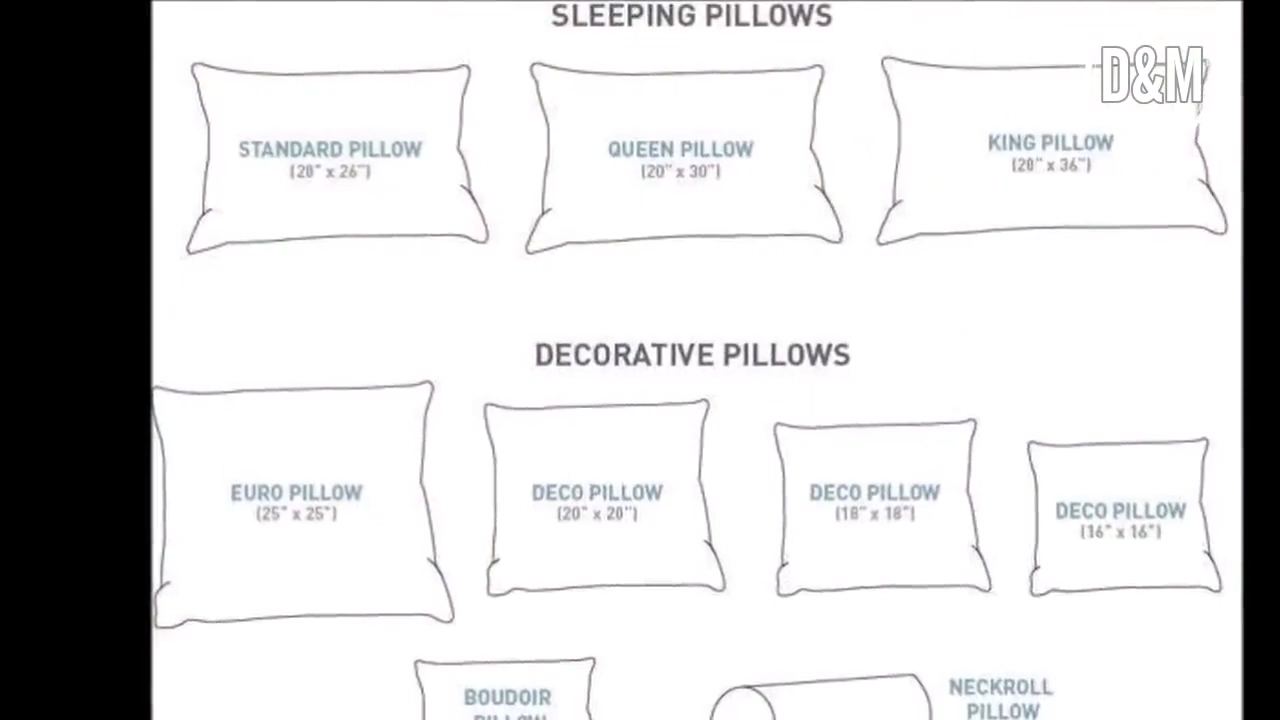 SLEEPING PILLOWS
D&M
STANDARD PILLOW
(20" x 26")
QUEEN PILLOW
(20" x 30")
KING PILLOW
(20" x 36")
DECORATIVE PILLOWS
EURO PILLOW
(25" x 25")
DECO PILLOW
(20" x 20")
DECO PILLOW
(18" x 18")
DECO PILLOW
(16" x 16")
BOUDOIR
PILLOW
NECKROLL
PILLOW